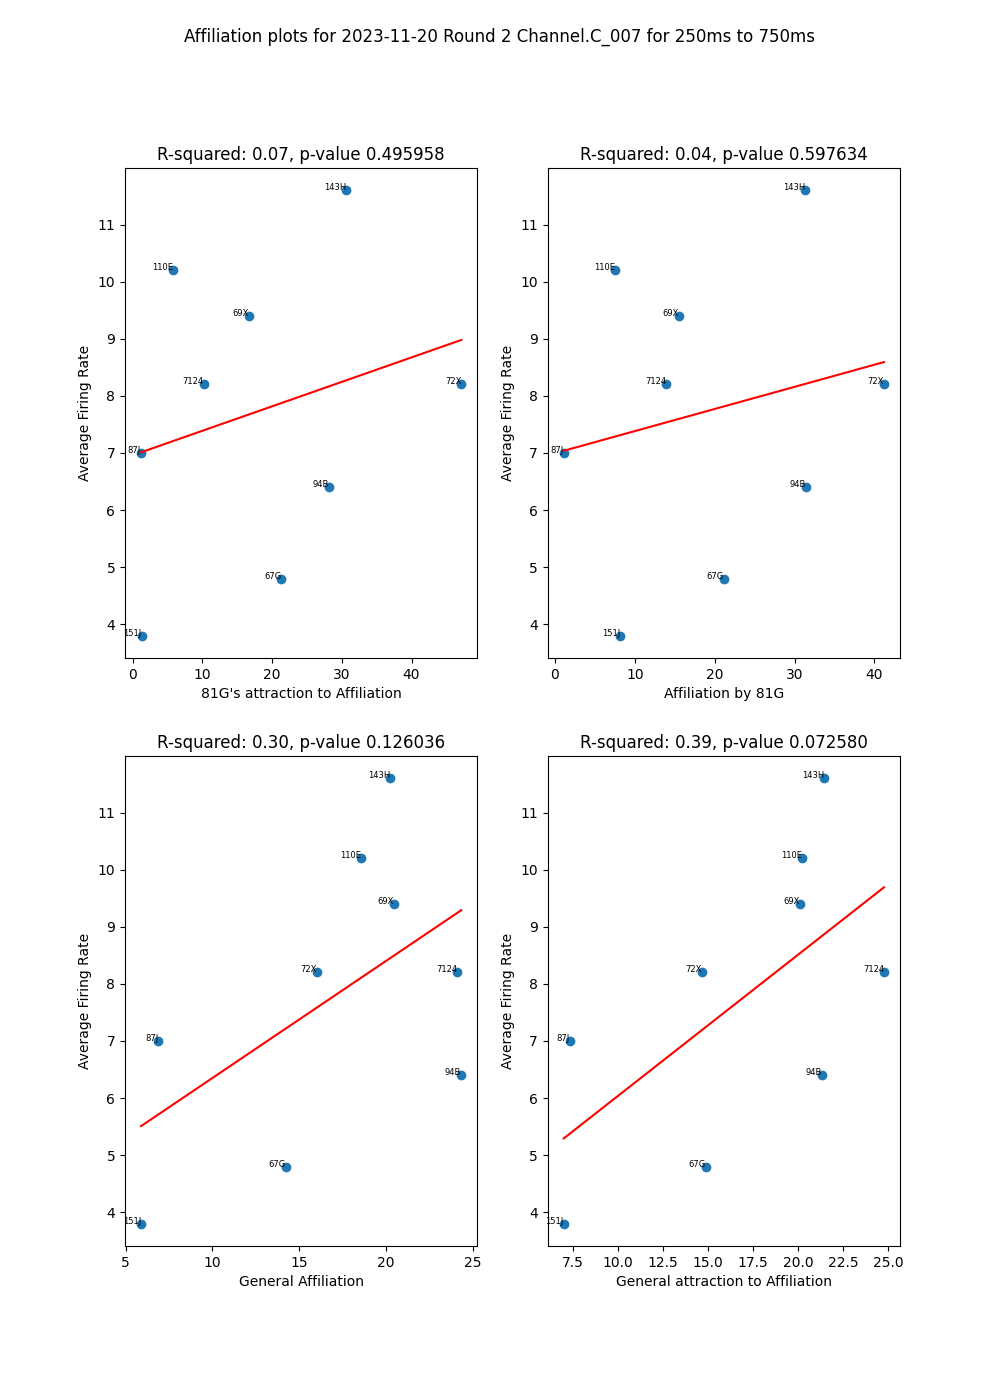 Affiliation plots for 2023-11-20 Round 2 Channel.C_007 for 250ms to 750ms
R-squared: 0.07, p-value 0.495958
Average Firing Rate
11
10
9
8
7
6
5
4
143H
110E
69X
7124
72X
87J
94B
67G
151J
0 10 20 30 40
81G's attraction to Affiliation
R-squared: 0.04, p-value 0.597634
Average Firing Rate
11
10
9
8
7
6
5
4
143H
110E
69X
7124
72X
87J
94B
67G
151J
0 10 20 30 40
Affiliation by 81G
R-squared: 0.30, p-value 0.126036
Average Firing Rate
11
10
9
8
7
6
5
4
143H
110E
69X
72X
7124
87J
94B
67G
151J
5 10 15 20 25
General Affiliation
R-squared: 0.39, p-value 0.072580
Average Firing Rate
11
10
9
8
7
6
5
4
143H
110E
69X
72X
7124
87J
94B
67G
151J
7.5 10.0 12.5 15.0 17.5 20.0 22.5 25.0
General attraction to Affiliation